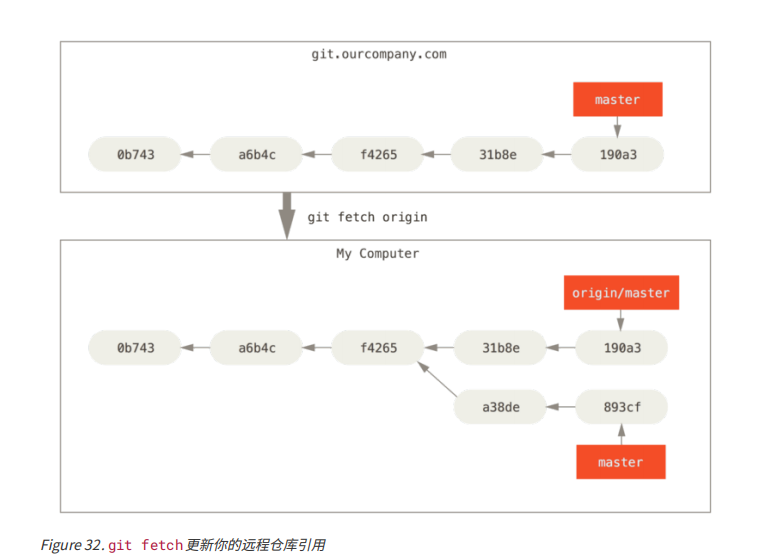 git.ourcompany.com
master
0b743 a6b4c f4265 31b8e 190a3
git fetch origin
My Computer
origin/master
0b743 a6b4c f4265 31b8e 190a3
a38de 893cf
master
Figure 32. git fetch 更新你的远程仓库引用